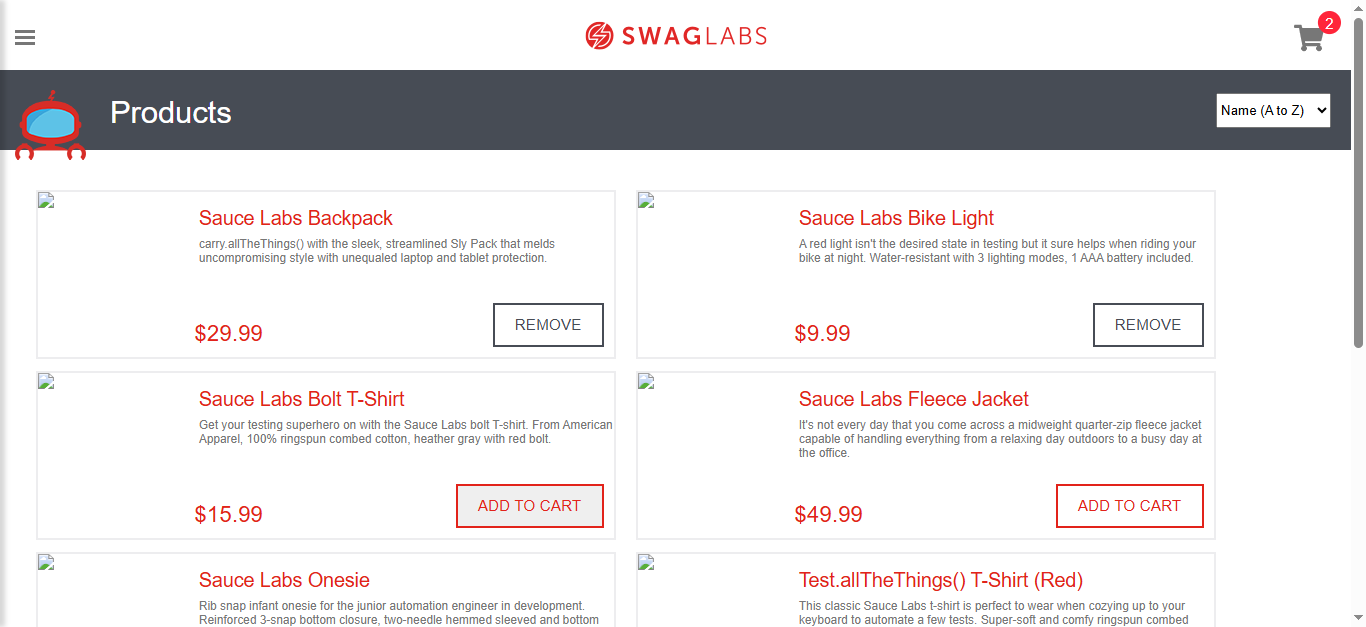 SWAGLABS
2
Products
Name (A to Z)
Sauce Labs Backpack
carry.allTheThings() with the sleek, streamlined Sly Pack that melds
uncompromising style with unequaled laptop and tablet protection.
$29.99
REMOVE
Sauce Labs Bike Light
A red light isn't the desired state in testing but it sure helps when riding your
bike at night. Water-resistant with 3 lighting modes, 1 AAA battery included.
$9.99
REMOVE
Sauce Labs Bolt T-Shirt
Get your testing superhero on with the Sauce Labs bolt T-shirt. From American
Apparel, 100% ringspun combed cotton, heather gray with red bolt.
$15.99
ADD TO CART
Sauce Labs Fleece Jacket
It's not every day that you come across a midweight quarter-zip fleece jacket
capable of handling everything from a relaxing day outdoors to a busy day at
the office.
$49.99
ADD TO CART
Sauce Labs Onesie
Rib snap infant onesie for the junior automation engineer in development.
Reinforced 3-snap bottom closure, two-needle hemmed sleeved and bottom
Test.allTheThings() T-Shirt (Red)
This classic Sauce Labs t-shirt is perfect to wear when cozying up to your
keyboard to automate a few tests. Super-soft and comfy ringspun combed